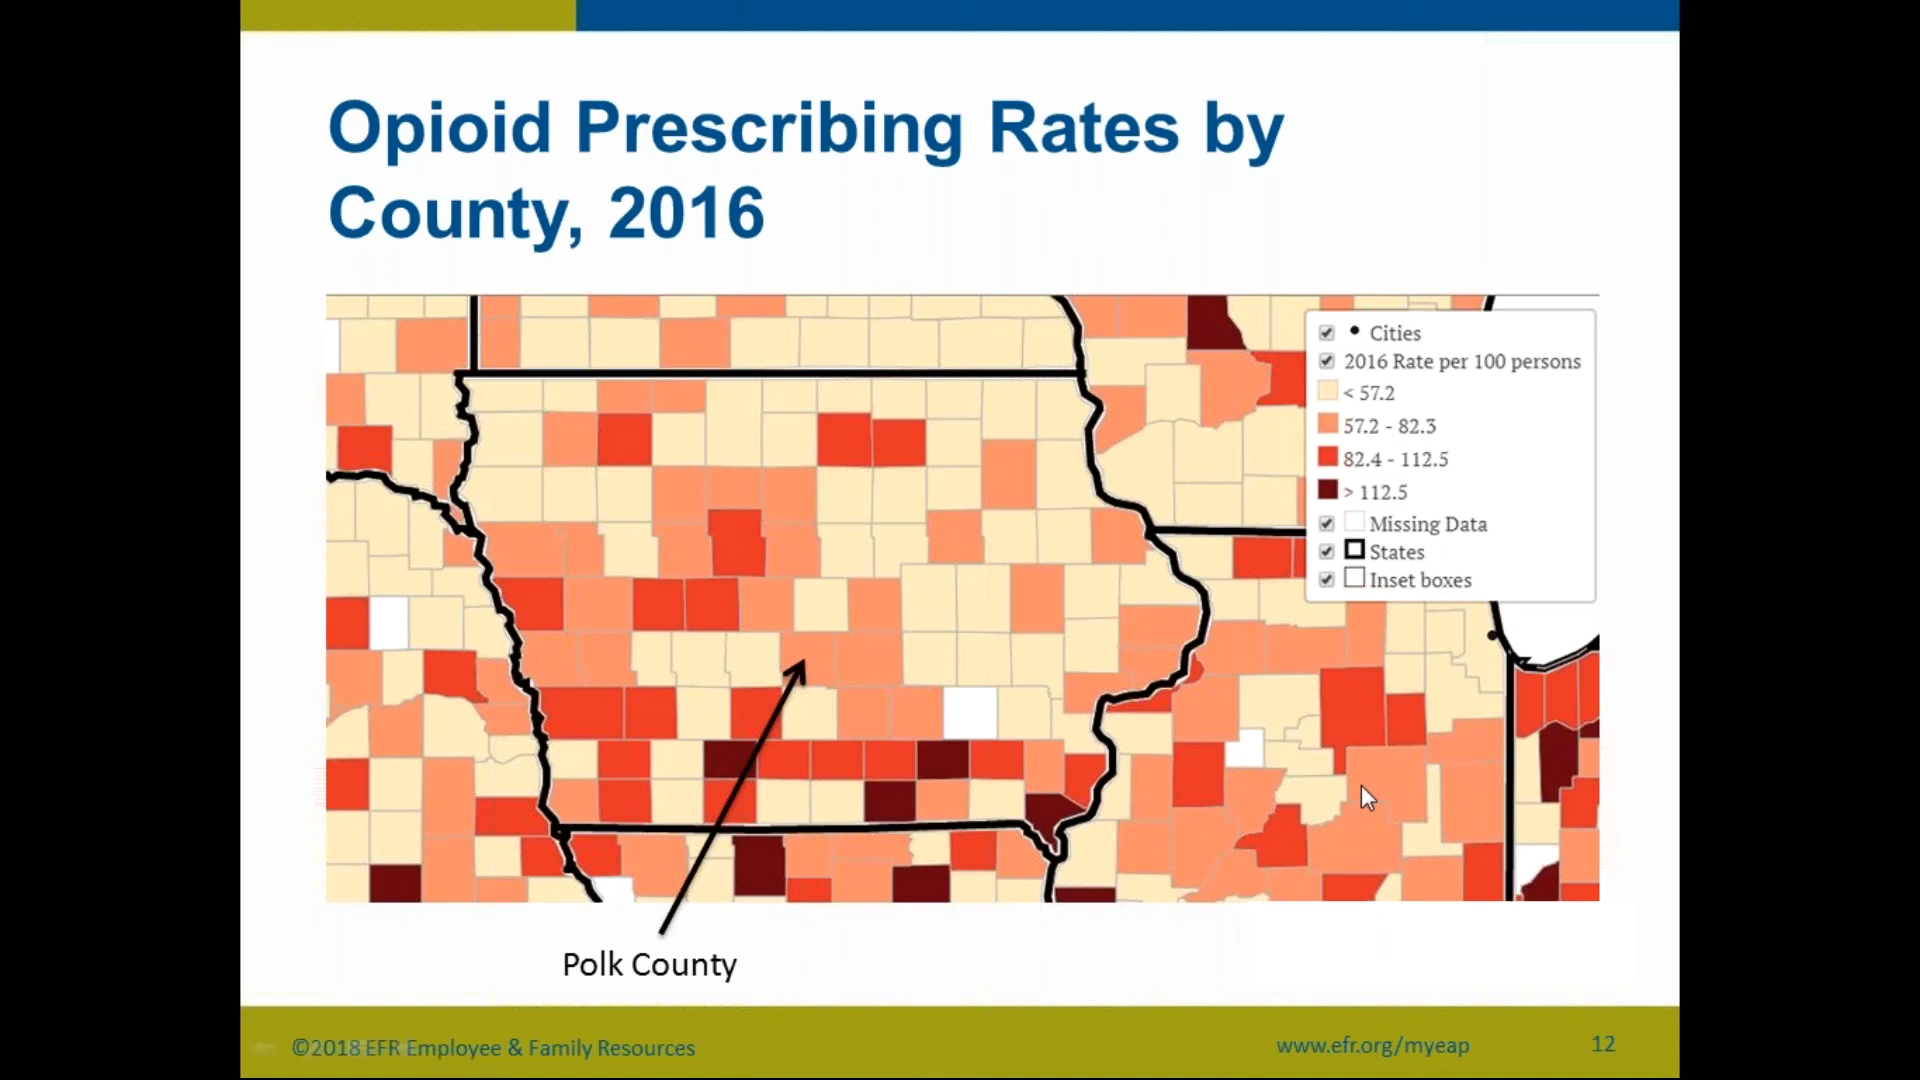 Opioid Prescribing Rates by
County, 2016
Cities
2016 Rate per 100 persons
< 57.2
57.2 - 82.3
82.4 - 112.5
> 112.5
Missing Data
States
Inset boxes
Polk County
©2018 EFR Employee & Family Resources
www.efr.org/myeap
12